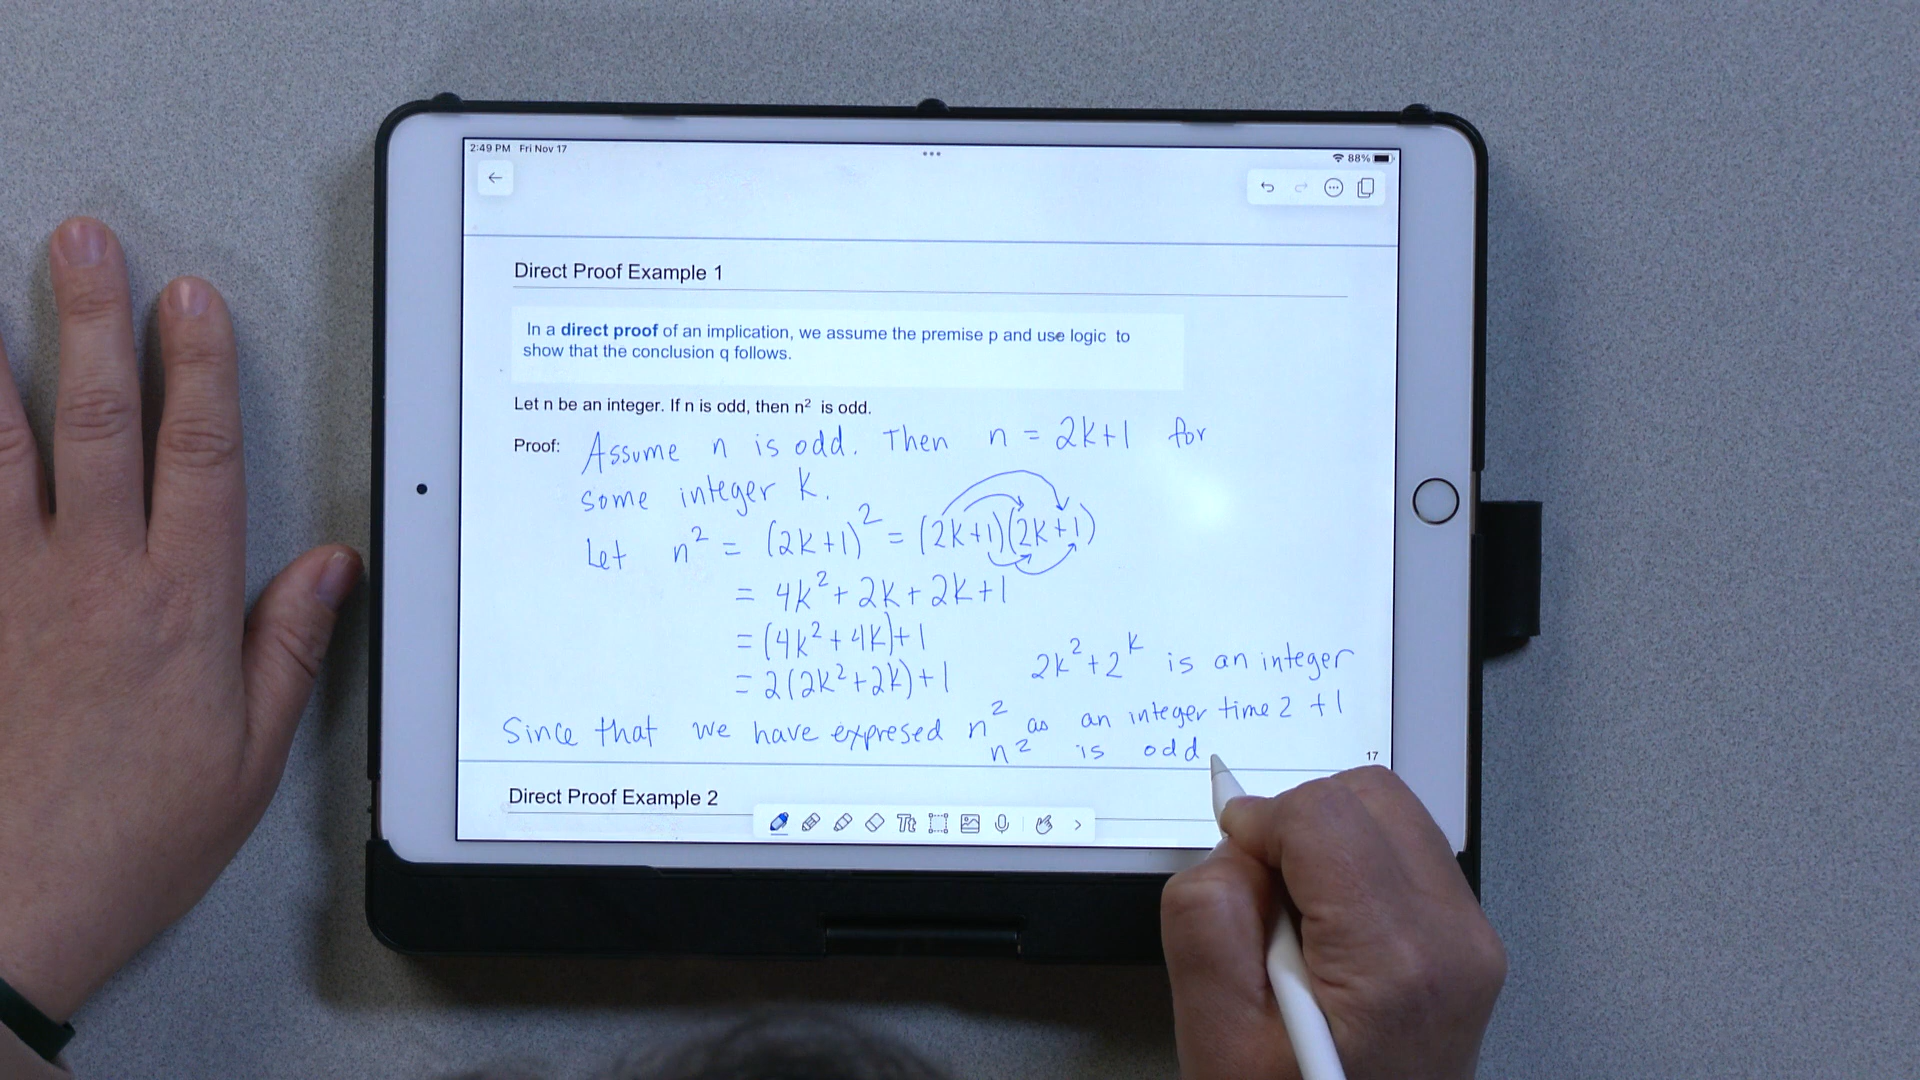 2:49 PM Fri Nov 17
88%
Direct Proof Example 1
In a direct proof of an implication, we assume the premise p and use logic to
show that the conclusion q follows.
Let n be an integer. If n is odd, then n² is odd.
Proof: Assume n is odd. Then n = 2k+1 for
some integer k.
Let n² = (2k+1)² = (2k+1)(2k+1)
= 4k²+2k+2k+1
= (4k²+4k)+1
= 2(2k²+2k)+1 2k²+2^k is an integer
Since that we have expresed n² as an integer time 2 +1
n² is odd
17
Direct Proof Example 2
Tt